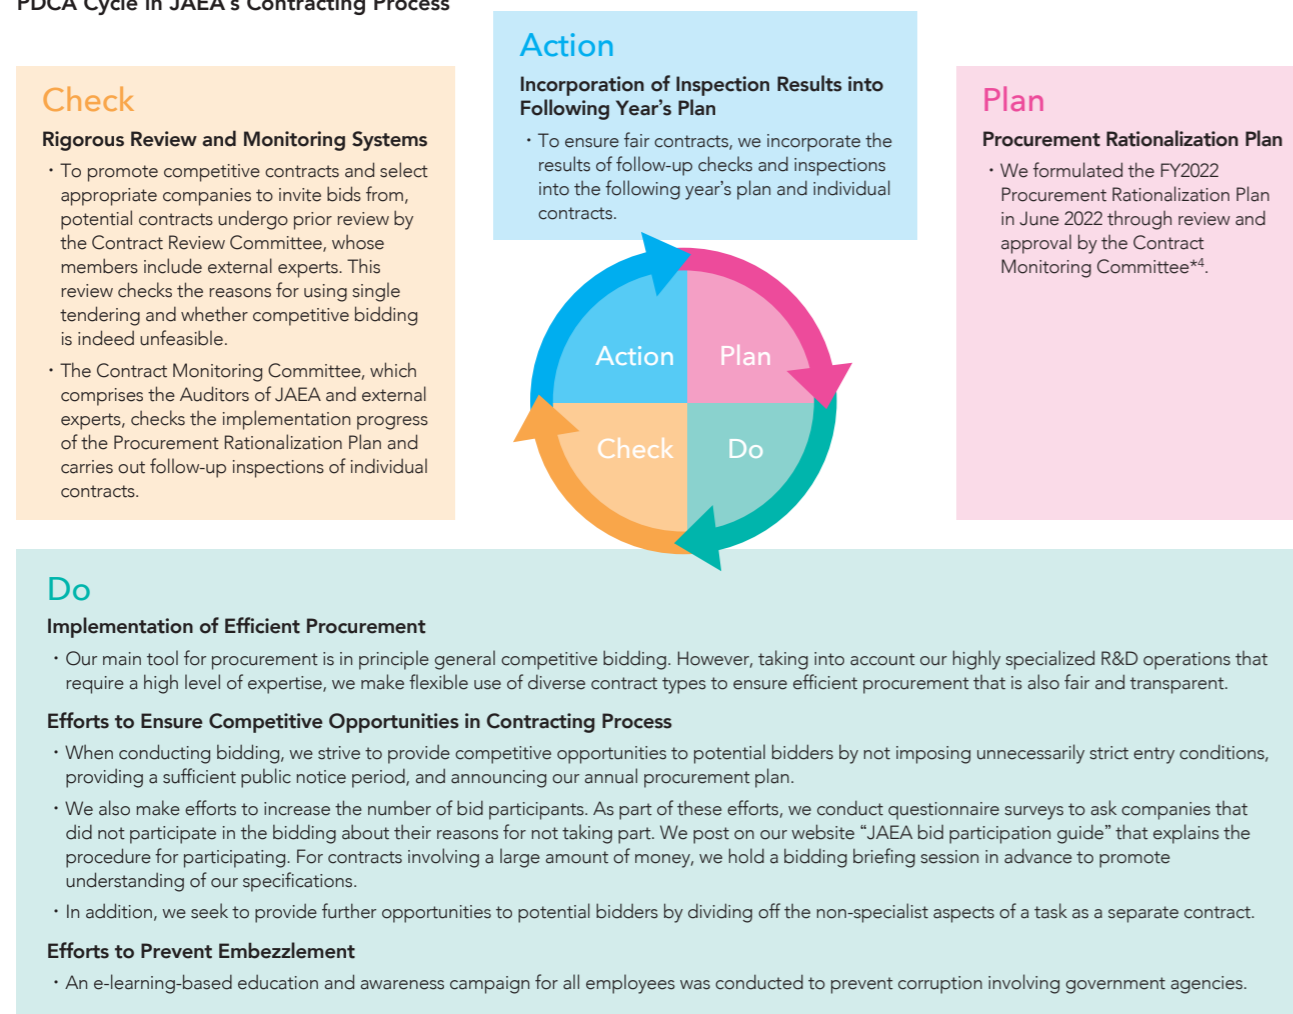 PDCA Cycle in JAEA's Contracting Process
Action
Incorporation of Inspection Results into
Following Year's Plan
・To ensure fair contracts, we incorporate the
results of follow-up checks and inspections
into the following year's plan and individual
contracts.
Check
Rigorous Review and Monitoring Systems
・To promote competitive contracts and select
appropriate companies to invite bids from,
potential contracts undergo prior review by
the Contract Review Committee, whose
members include external experts. This
review checks the reasons for using single
tendering and whether competitive bidding
is indeed unfeasible.
・The Contract Monitoring Committee, which
comprises the Auditors of JAEA and external
experts, checks the implementation progress
of the Procurement Rationalization Plan and
carries out follow-up inspections of individual
contracts.
Plan
Procurement Rationalization Plan
・We formulated the FY2022
Procurement Rationalization Plan
in June 2022 through review and
approval by the Contract
Monitoring Committee*4.
Action
Plan
Check
Do
Do
Implementation of Efficient Procurement
・Our main tool for procurement is in principle general competitive bidding. However, taking into account our highly specialized R&D operations that
require a high level of expertise, we make flexible use of diverse contract types to ensure efficient procurement that is also fair and transparent.
Efforts to Ensure Competitive Opportunities in Contracting Process
・When conducting bidding, we strive to provide competitive opportunities to potential bidders by not imposing unnecessarily strict entry conditions,
providing a sufficient public notice period, and announcing our annual procurement plan.
・We also make efforts to increase the number of bid participants. As part of these efforts, we conduct questionnaire surveys to ask companies that
did not participate in the bidding about their reasons for not taking part. We post on our website “JAEA bid participation guide” that explains the
procedure for participating. For contracts involving a large amount of money, we hold a bidding briefing session in advance to promote
understanding of our specifications.
・In addition, we seek to provide further opportunities to potential bidders by dividing off the non-specialist aspects of a task as a separate contract.
Efforts to Prevent Embezzlement
・An e-learning-based education and awareness campaign for all employees was conducted to prevent corruption involving government agencies.